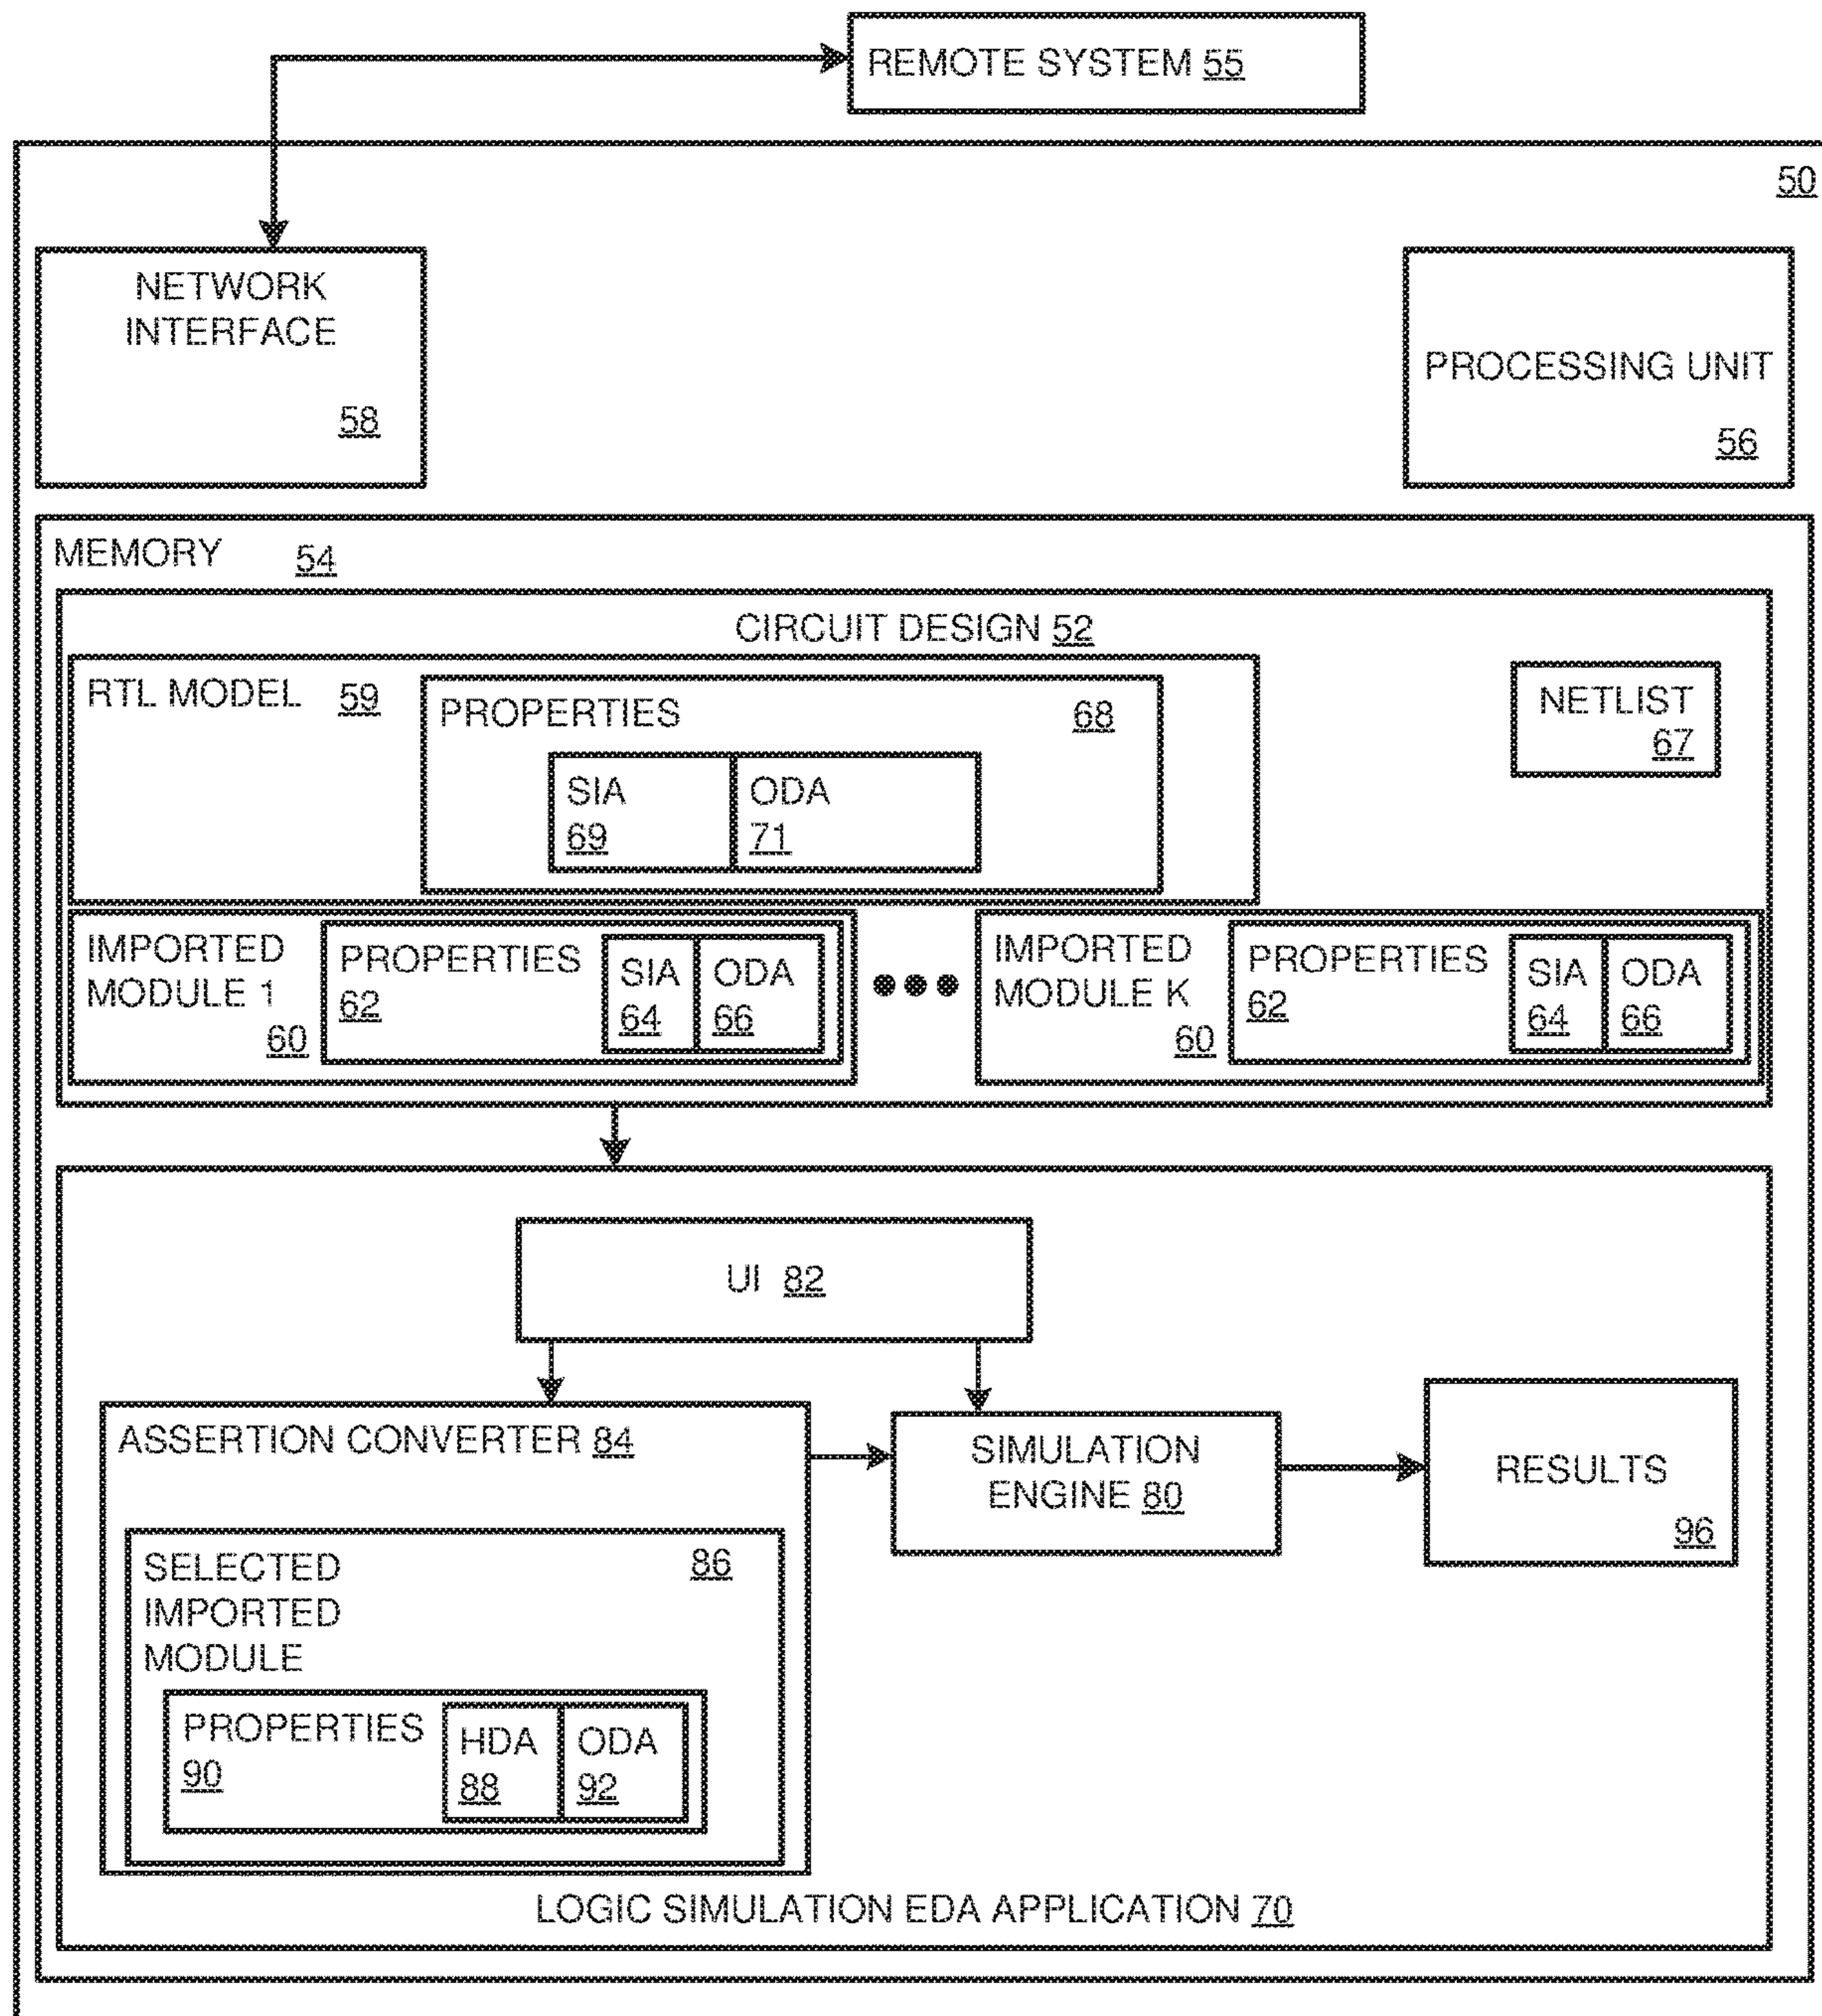 REMOTE SYSTEM 55
50
NETWORK
INTERFACE
58
PROCESSING UNIT
56
MEMORY 54
CIRCUIT DESIGN 52
RTL MODEL 59
PROPERTIES 68
SIA
69
ODA
71
NETLIST
67
IMPORTED
MODULE 1
60
PROPERTIES
62
SIA
64
ODA
66
IMPORTED
MODULE K
60
PROPERTIES
62
SIA
64
ODA
66
UI 82
ASSERTION CONVERTER 84
SIMULATION
ENGINE 80
RESULTS
96
SELECTED
IMPORTED
MODULE
86
PROPERTIES
90
HDA
88
ODA
92
LOGIC SIMULATION EDA APPLICATION 70